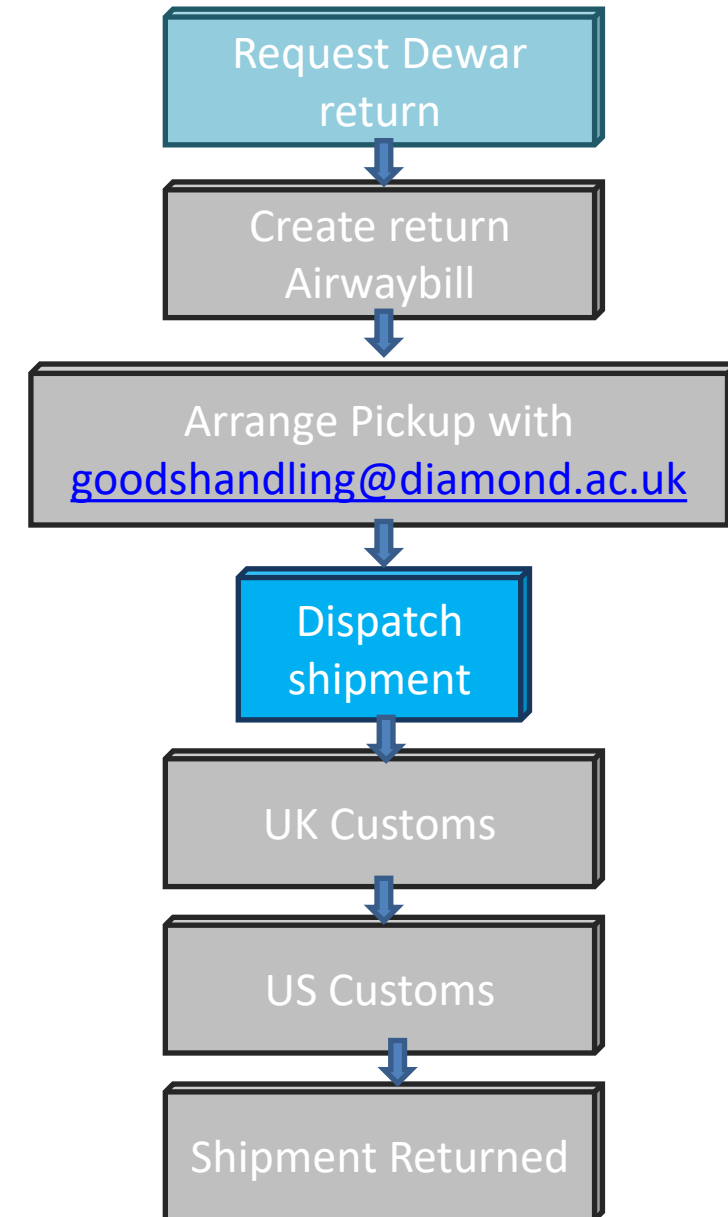 Request Dewar
return
Create return
Airwaybill
Arrange Pickup with
goodshandling@diamond.ac.uk
Dispatch
shipment
UK Customs
US Customs
Shipment Returned